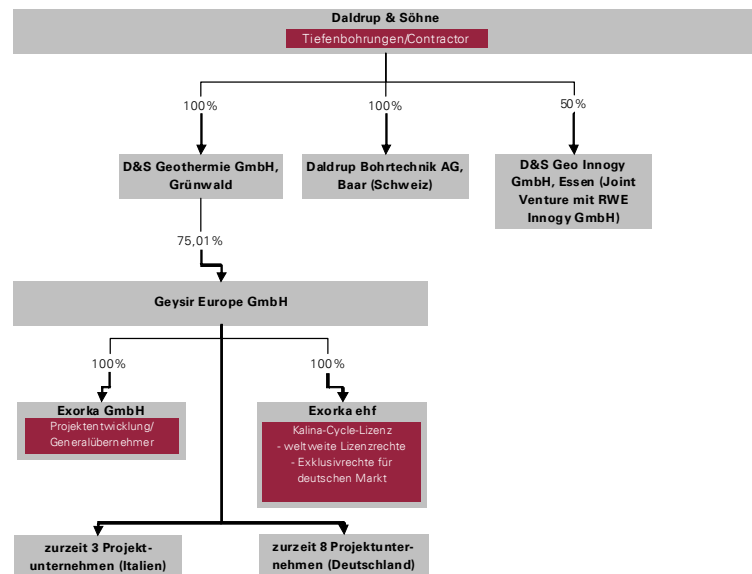 Daldrup & Söhne
Tiefenbohrungen/Contractor
100%
100%
50%
D&S Geothermie GmbH,
Grünwald
Daldrup Bohrtechnik AG,
Baar (Schweiz)
D&S Geo Innogy
GmbH, Essen (Joint
Venture mit RWE
Innogy GmbH)
75,01%
Geysir Europe GmbH
100%
100%
Exorka GmbH
Projektentwicklung/
Generalübernehmer
Exorka ehf
Kalina-Cycle-Lizenz
- weltweite Lizenzrechte
- Exklusivrechte für
deutschen Markt
zurzeit 3 Projekt-
unternehmen (Italien)
zurzeit 8 Projektunter-
nehmen (Deutschland)